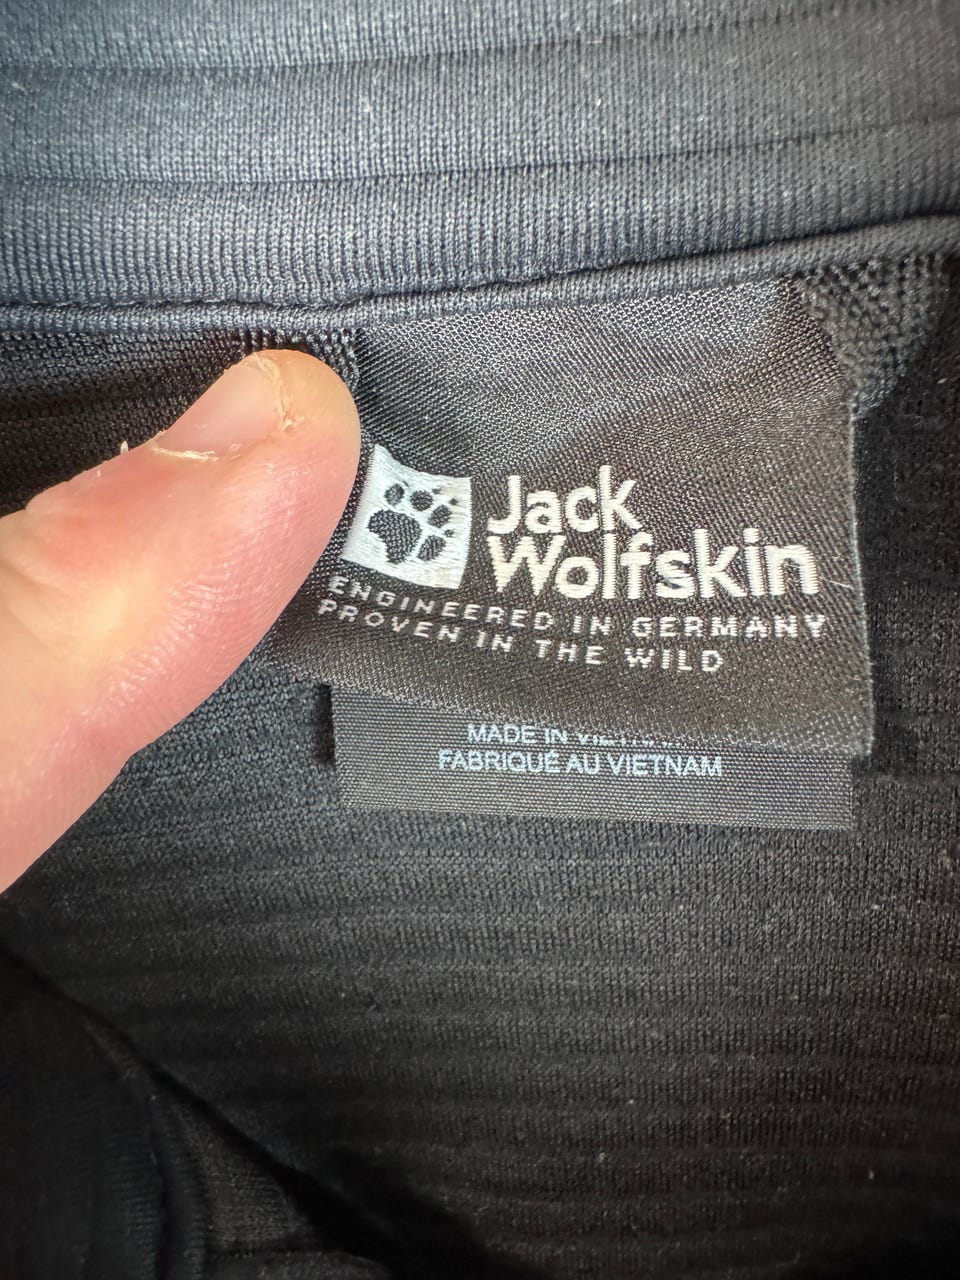 Jack
Wolfskin
ENGINEERED IN GERMANY
PROVEN IN THE WILD
MADE IN
FABRIQUÉ AU VIETNAM